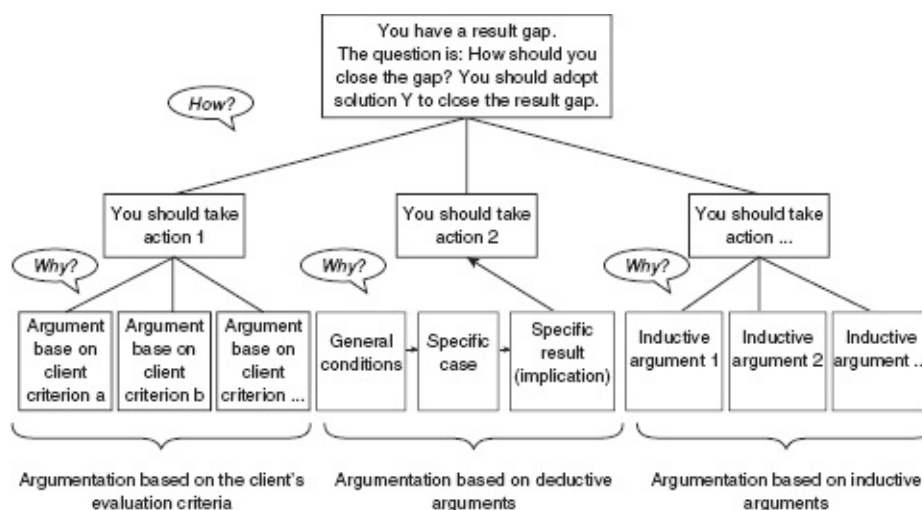 You have a result gap.
The question is: How should you
close the gap? You should adopt
solution Y to close the result gap.
How?
You should take
action 1
You should take
action 2
You should take
action ...
Why?
Why?
Why?
Argument
base on
client
criterion a
Argument
base on
client
criterion b
Argument
base on
client
criterion ...
General
conditions
Specific
case
Specific
result
(implication)
Inductive
argument 1
Inductive
argument 2
Inductive
argument ..
Argumentation based on the client's
evaluation criteria
Argumentation based on deductive
arguments
Argumentation based on inductive
arguments